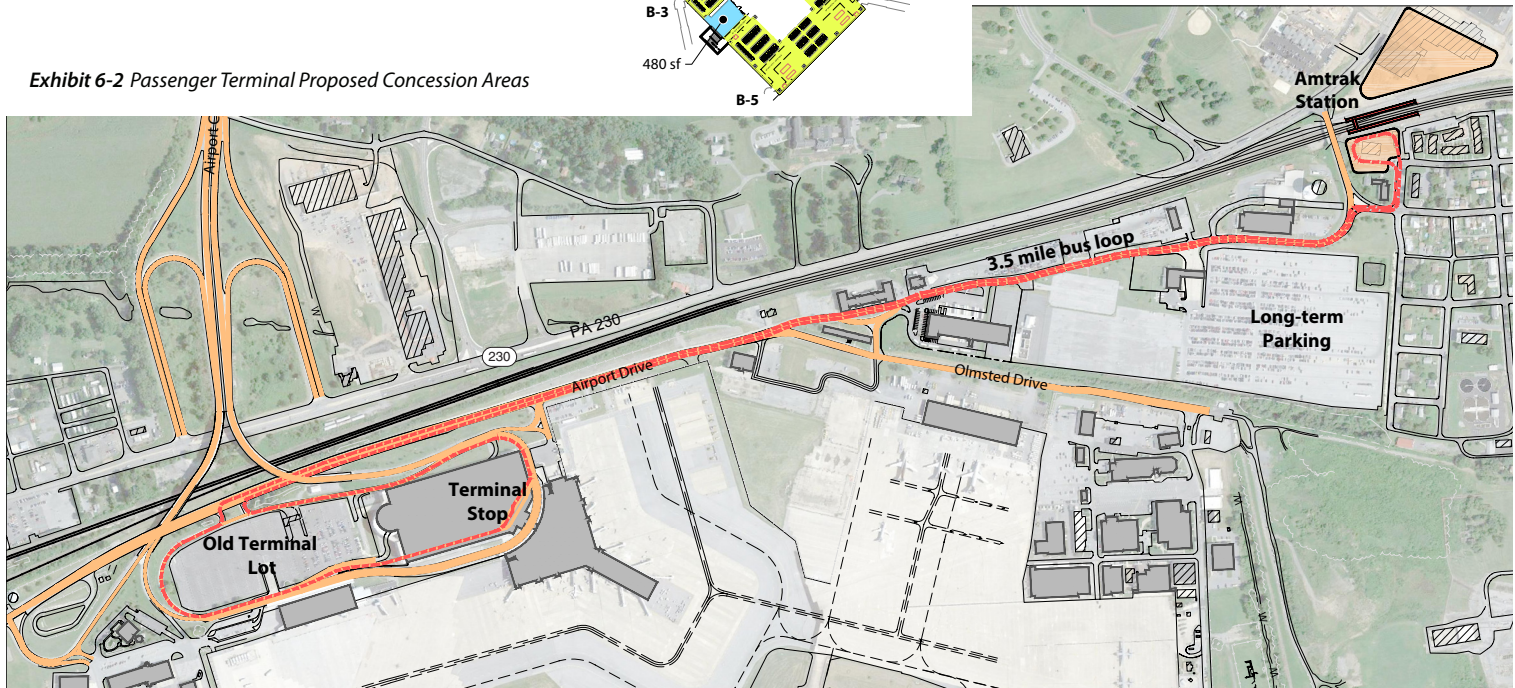 B-3
480 sf
Exhibit 6-2 Passenger Terminal Proposed Concession Areas
B-5
Amtrak
Station
Airport
3.5 mile bus loop
Long-term
Parking
PA 230
230
Airport Drive
Olmsted Drive
Terminal
Stop
Old Terminal
Lot
W
W
W
W